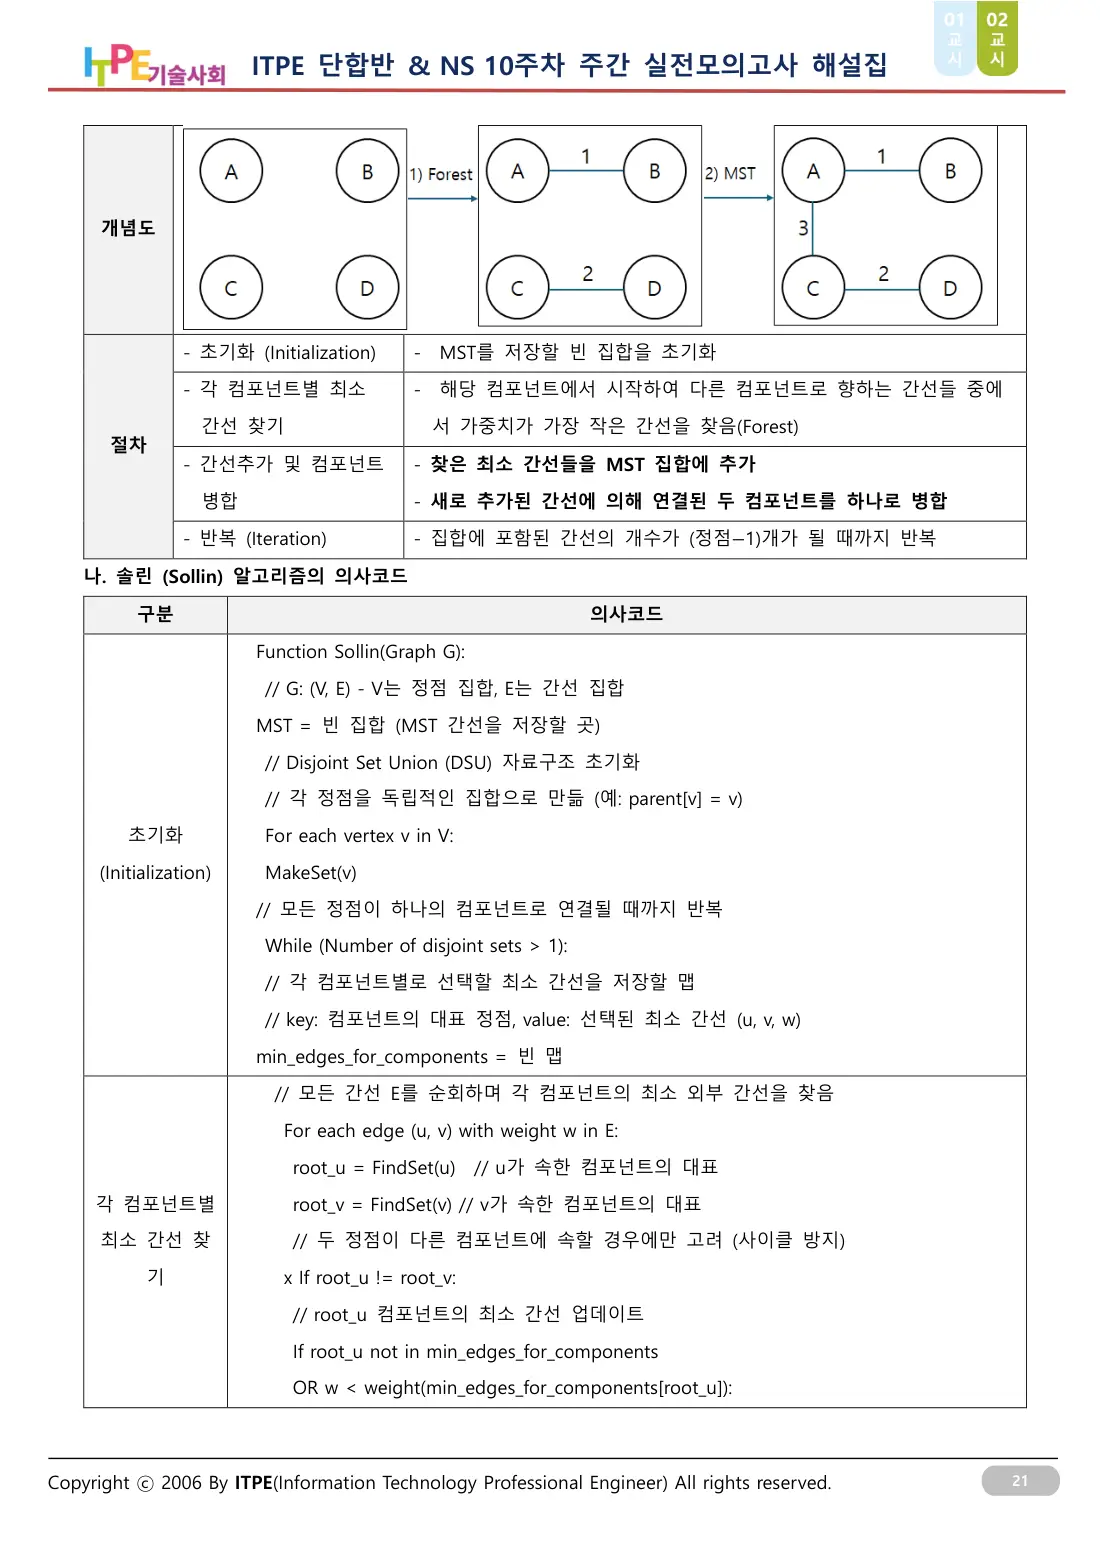 01
교
시
02
교
시
ITPE기술사회 ITPE 단합반 & NS 10주차 주간 실전모의고사 해설집
개념도
A
B
C
D
1) Forest
A
1
B
C
2
D
2) MST
A
1
B
3
C
2
D
절차
- 초기화 (Initialization)
- MST를 저장할 빈 집합을 초기화
- 각 컴포넌트별 최소
간선 찾기
- 해당 컴포넌트에서 시작하여 다른 컴포넌트로 향하는 간선들 중에
서 가중치가 가장 작은 간선을 찾음(Forest)
- 간선추가 및 컴포넌트
병합
- 찾은 최소 간선들을 MST 집합에 추가
- 새로 추가된 간선에 의해 연결된 두 컴포넌트를 하나로 병합
- 반복 (Iteration)
- 집합에 포함된 간선의 개수가 (정점−1)개가 될 때까지 반복
나. 솔린 (Sollin) 알고리즘의 의사코드
구분
의사코드
초기화
(Initialization)
Function Sollin(Graph G):
// G: (V, E) - V는 정점 집합, E는 간선 집합
MST = 빈 집합 (MST 간선을 저장할 곳)
// Disjoint Set Union (DSU) 자료구조 초기화
// 각 정점을 독립적인 집합으로 만듦 (예: parent[v] = v)
For each vertex v in V:
MakeSet(v)
// 모든 정점이 하나의 컴포넌트로 연결될 때까지 반복
While (Number of disjoint sets > 1):
// 각 컴포넌트별로 선택할 최소 간선을 저장할 맵
// key: 컴포넌트의 대표 정점, value: 선택된 최소 간선 (u, v, w)
min_edges_for_components = 빈 맵
각 컴포넌트별
최소 간선 찾
기
// 모든 간선 E를 순회하며 각 컴포넌트의 최소 외부 간선을 찾음
For each edge (u, v) with weight w in E:
root_u = FindSet(u) // u가 속한 컴포넌트의 대표
root_v = FindSet(v) // v가 속한 컴포넌트의 대표
// 두 정점이 다른 컴포넌트에 속할 경우에만 고려 (사이클 방지)
x If root_u != root_v:
// root_u 컴포넌트의 최소 간선 업데이트
If root_u not in min_edges_for_components
OR w < weight(min_edges_for_components[root_u]):
Copyright ⓒ 2006 By ITPE(Information Technology Professional Engineer) All rights reserved.
21